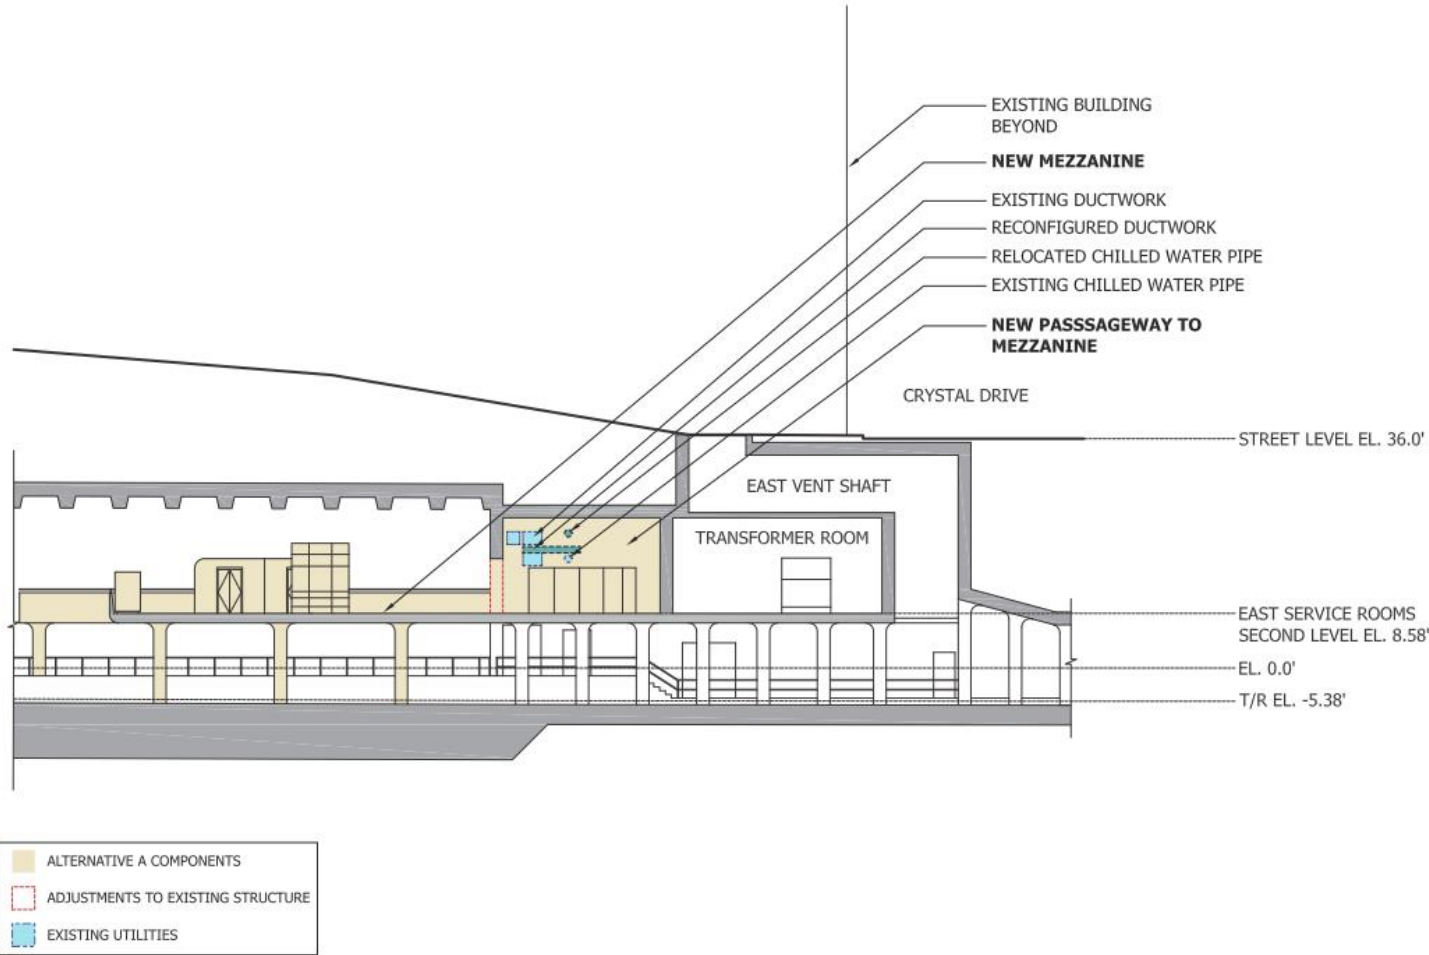 EXISTING BUILDING
BEYOND
NEW MEZZANINE
EXISTING DUCTWORK
RECONFIGURED DUCTWORK
RELOCATED CHILLED WATER PIPE
EXISTING CHILLED WATER PIPE
NEW PASSSAGEWAY TO
MEZZANINE
CRYSTAL DRIVE
STREET LEVEL EL. 36.0'
EAST VENT SHAFT
TRANSFORMER ROOM
EAST SERVICE ROOMS
SECOND LEVEL EL. 8.58'
EL. 0.0'
T/R EL. -5.38'
ALTERNATIVE A COMPONENTS
ADJUSTMENTS TO EXISTING STRUCTURE
EXISTING UTILITIES